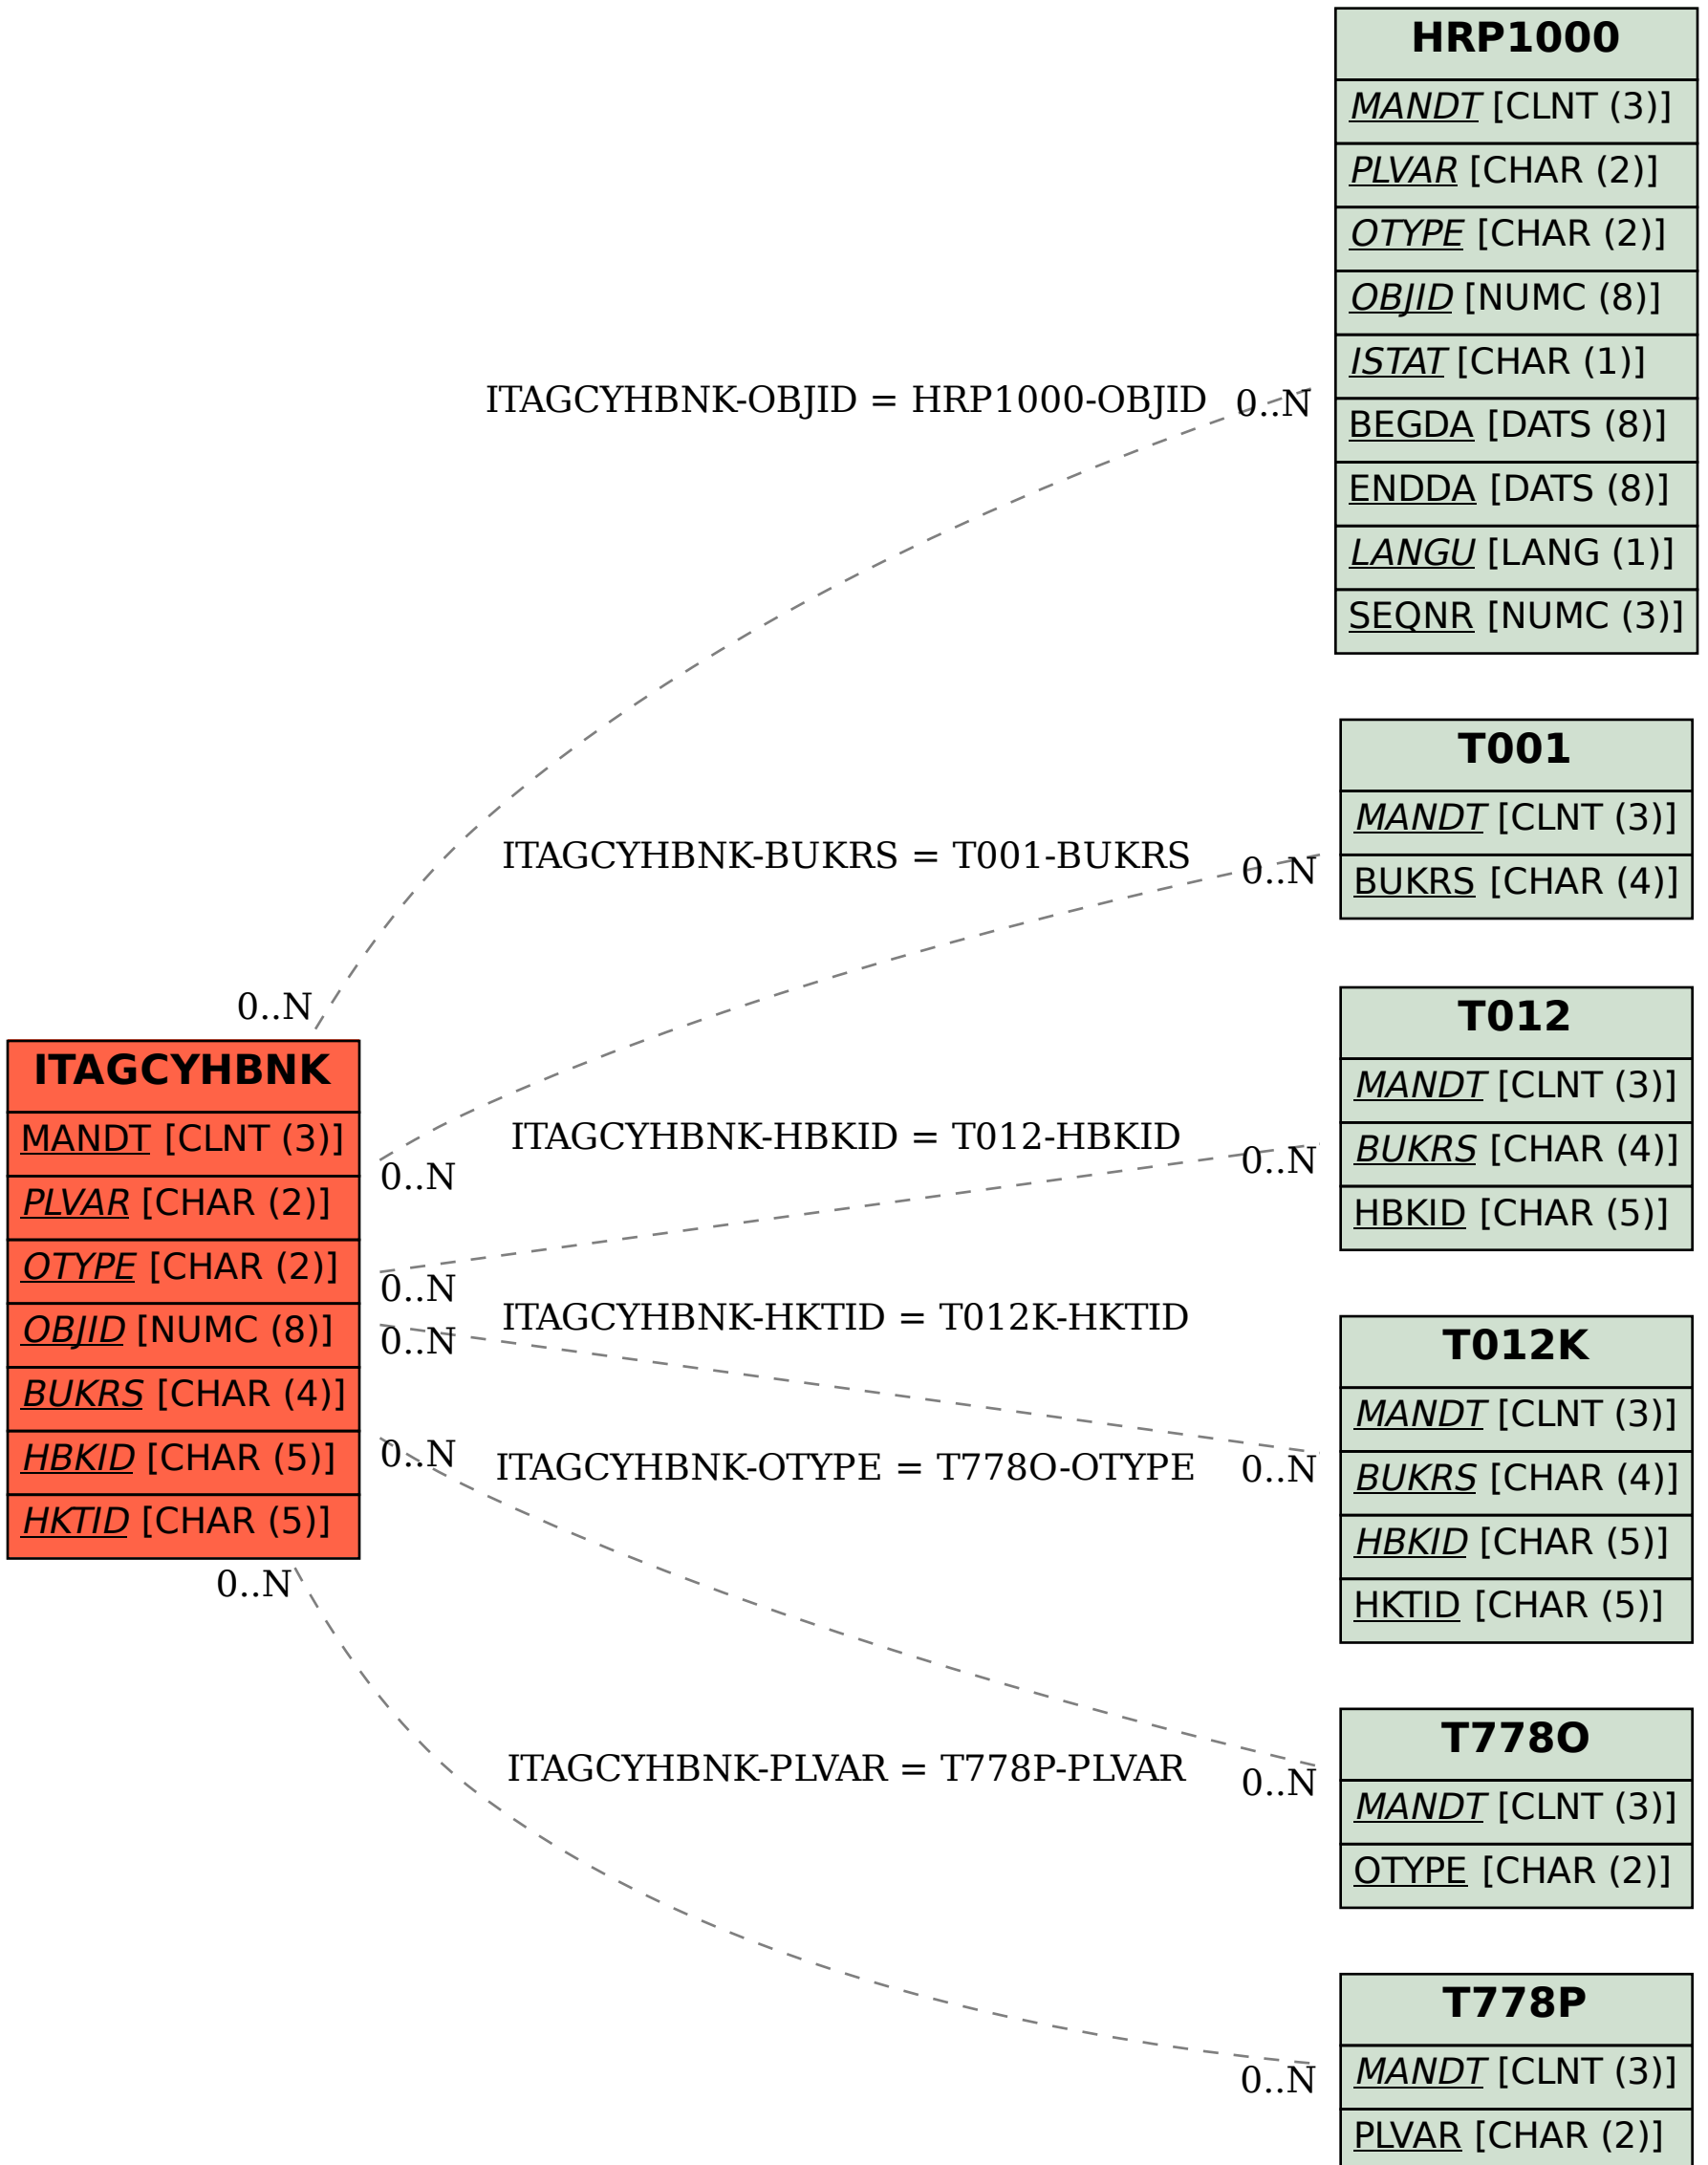 HRP1000
MANDT [CLNT (3)]
PLVAR [CHAR (2)]
OTYPE [CHAR (2)]
OBJID [NUMC (8)]
ISTAT [CHAR (1)]
BEGDA [DATS (8)]
ENDDA [DATS (8)]
LANGU [LANG (1)]
SEQNR [NUMC (3)]
ITAGCYHBNK-OBJID = HRP1000-OBJID
0..N
0..N
T001
MANDT [CLNT (3)]
BUKRS [CHAR (4)]
ITAGCYHBNK-BUKRS = T001-BUKRS
0..N
0..N
T012
MANDT [CLNT (3)]
BUKRS [CHAR (4)]
HBKID [CHAR (5)]
ITAGCYHBNK-HBKID = T012-HBKID
0..N
0..N
ITAGCYHBNK
MANDT [CLNT (3)]
PLVAR [CHAR (2)]
OTYPE [CHAR (2)]
OBJID [NUMC (8)]
BUKRS [CHAR (4)]
HBKID [CHAR (5)]
HKTID [CHAR (5)]
ITAGCYHBNK-HKTID = T012K-HKTID
0..N
0..N
T012K
MANDT [CLNT (3)]
BUKRS [CHAR (4)]
HBKID [CHAR (5)]
HKTID [CHAR (5)]
ITAGCYHBNK-OTYPE = T778O-OTYPE
0..N
0..N
T778O
MANDT [CLNT (3)]
OTYPE [CHAR (2)]
ITAGCYHBNK-PLVAR = T778P-PLVAR
0..N
0..N
T778P
MANDT [CLNT (3)]
PLVAR [CHAR (2)]